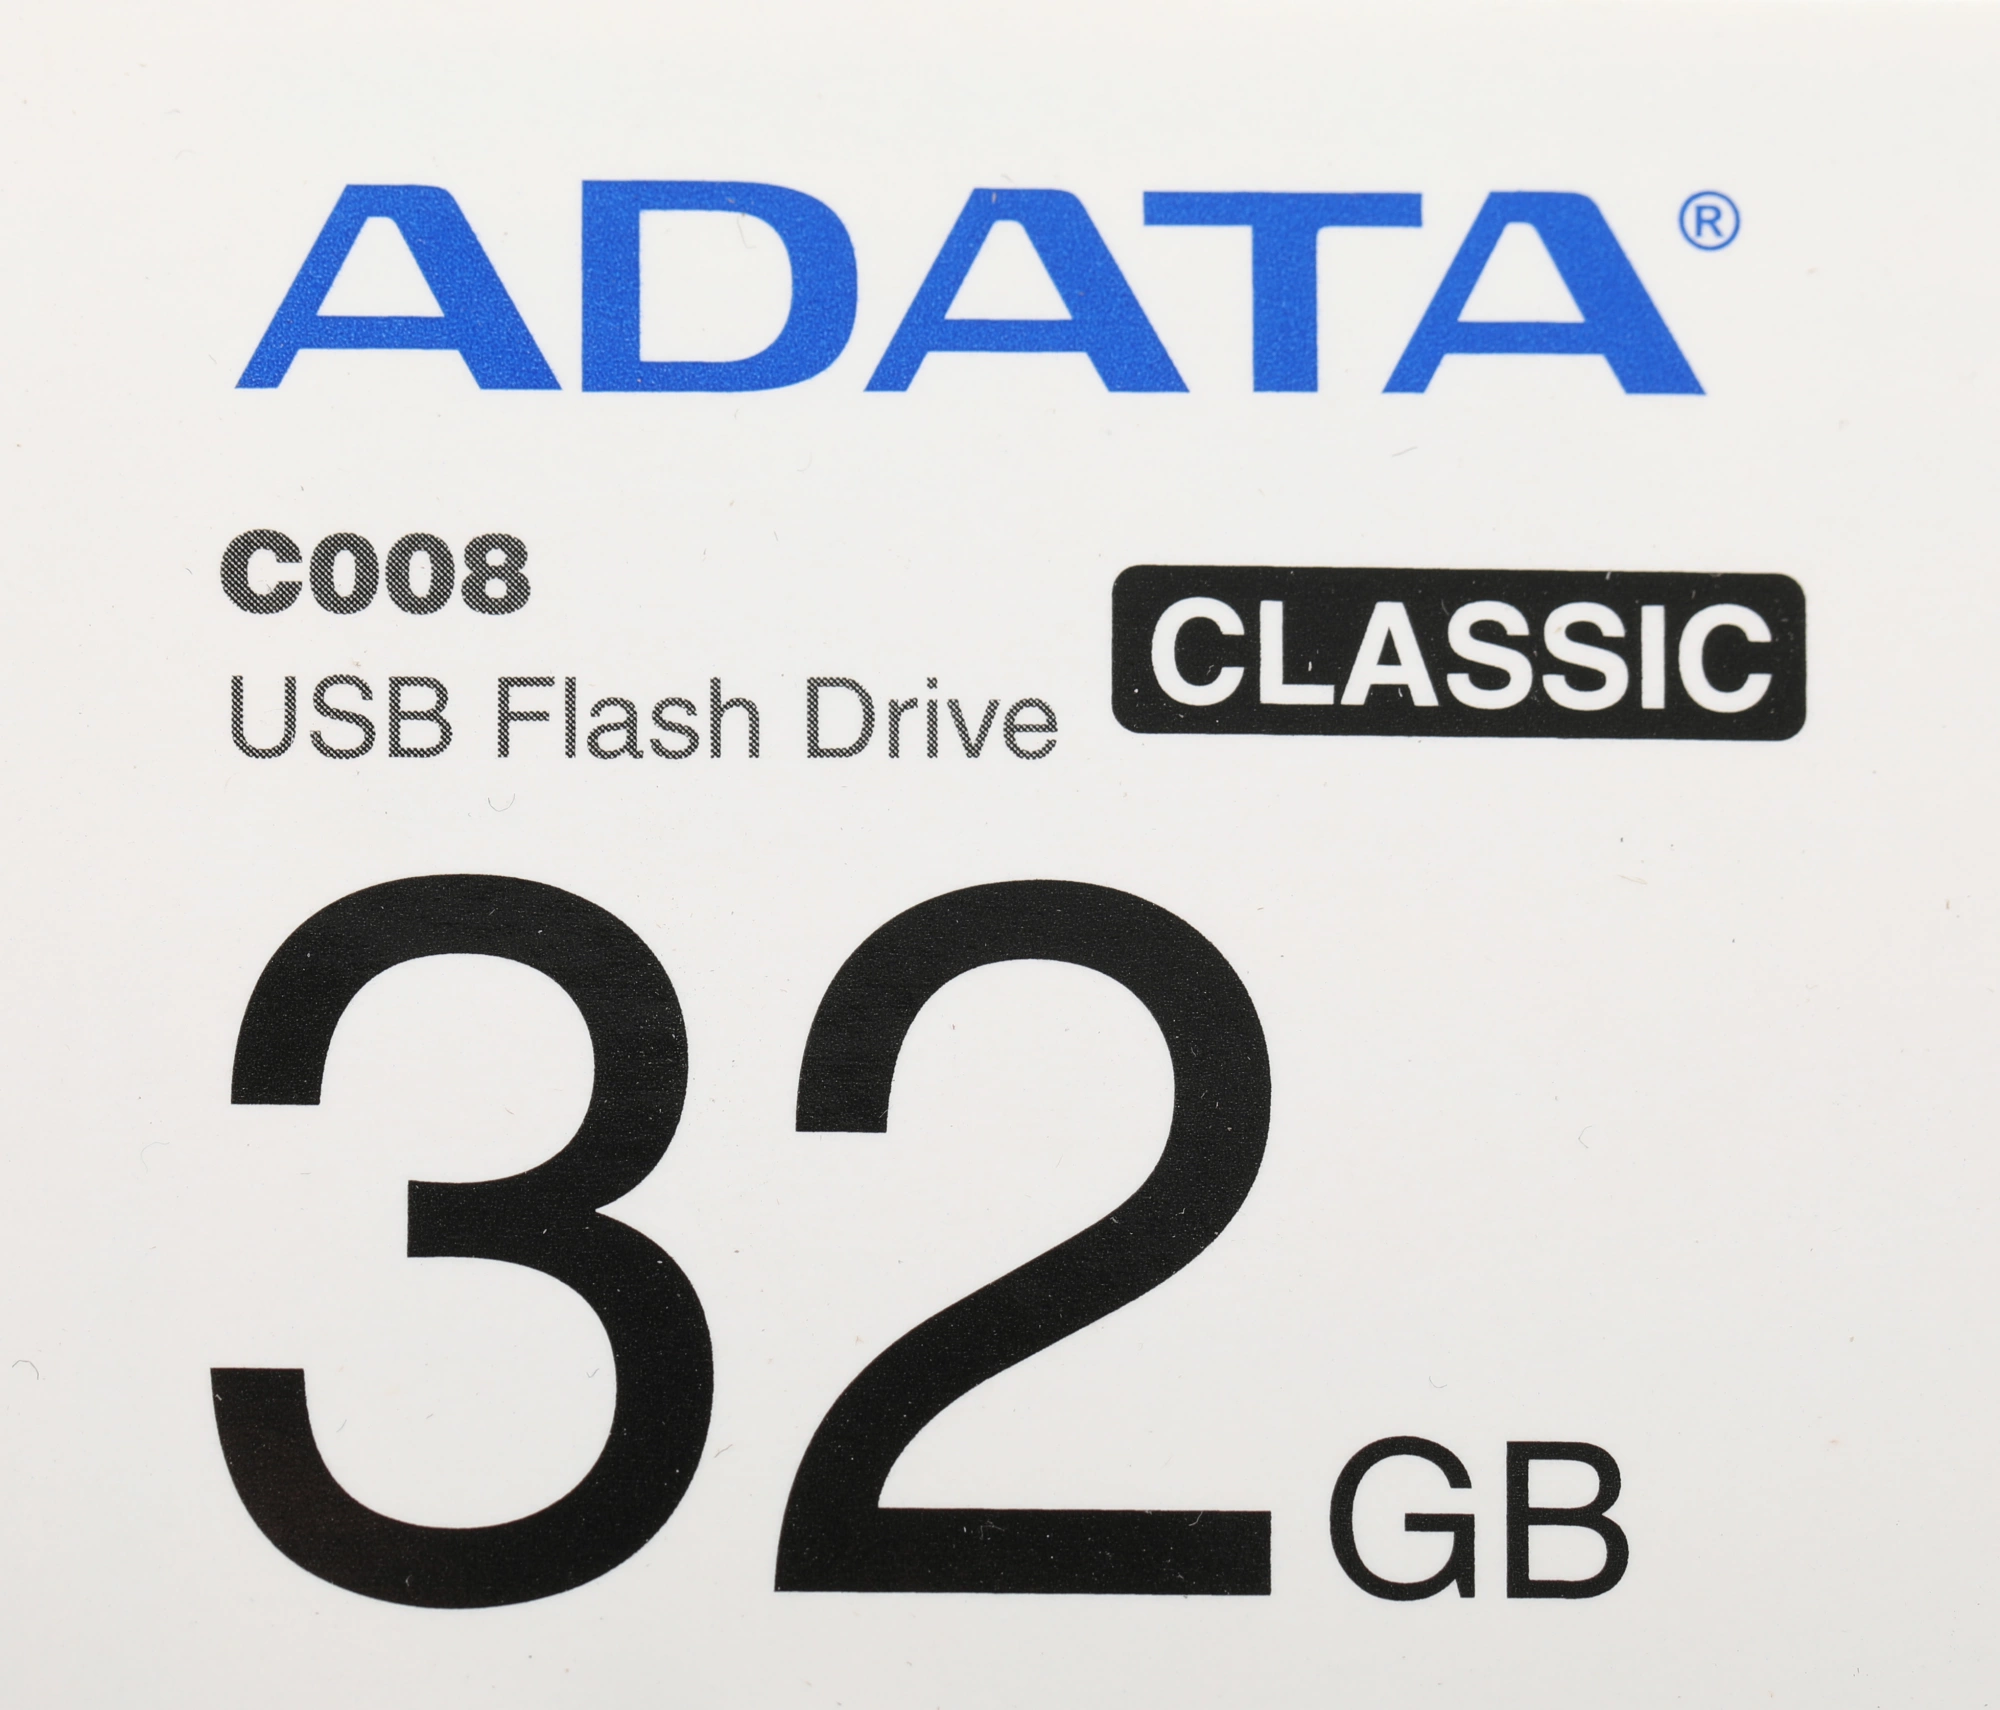 ADATA®
C008
USB Flash Drive
CLASSIC
32 GB